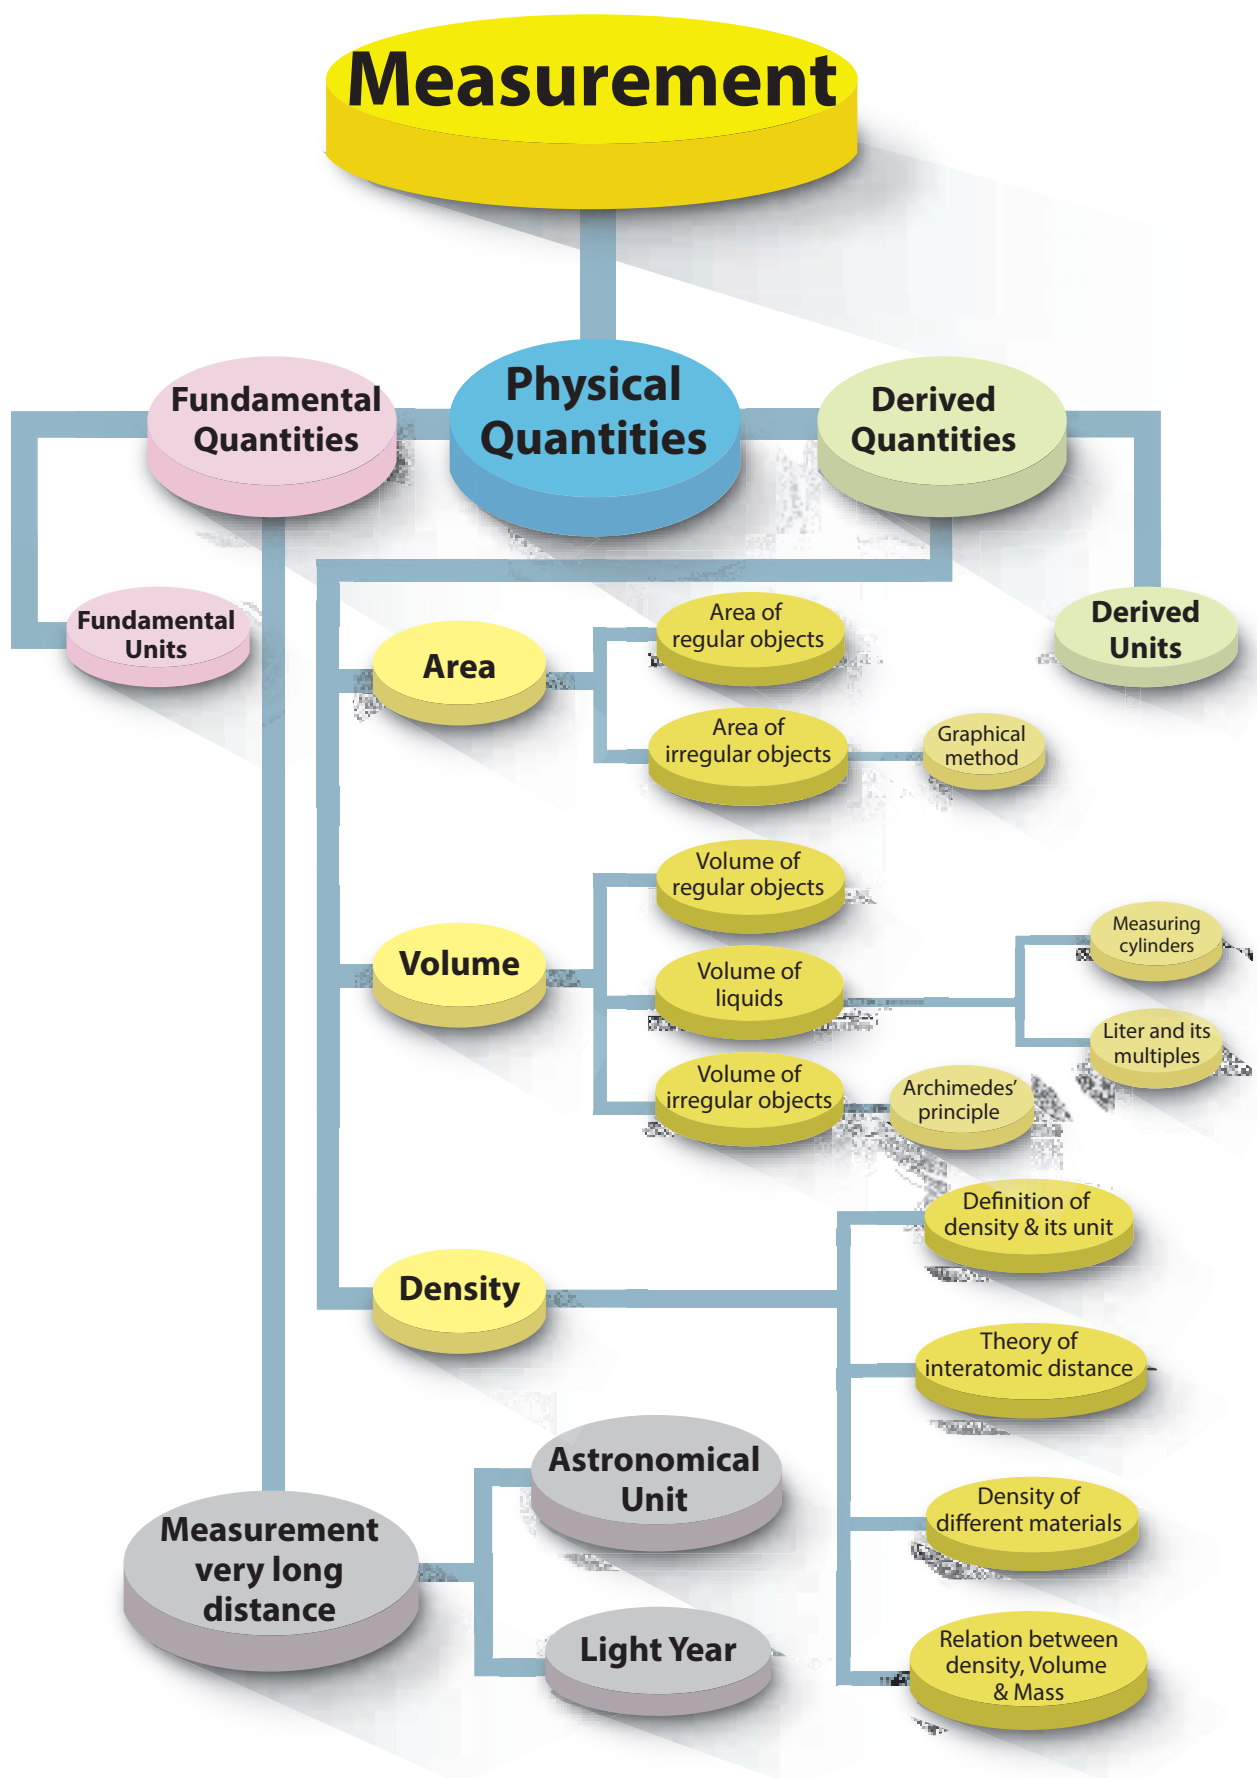 Measurement
Fundamental
Quantities
Physical
Quantities
Derived
Quantities
Fundamental
Units
Derived
Units
Area
Area of
regular objects
Area of
irregular objects
Graphical
method
Volume
Volume of
regular objects
Volume of
liquids
Measuring
cylinders
Liter and its
multiples
Volume of
irregular objects
Archimedes’
principle
Density
Definition of
density & its unit
Theory of
interatomic distance
Density of
different materials
Relation between
density, Volume
& Mass
Measurement
very long
distance
Astronomical
Unit
Light Year